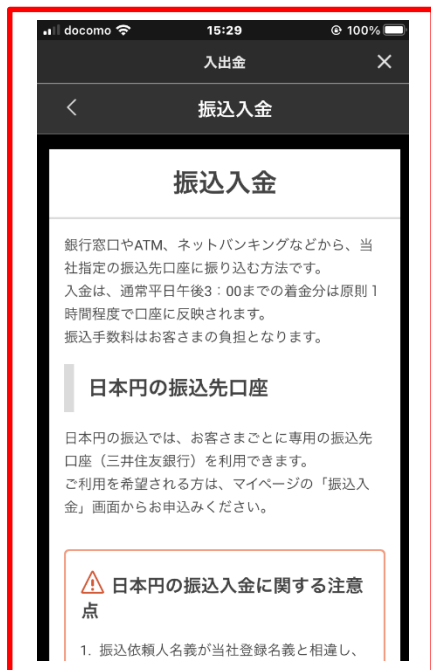 docomo 15:29 100%
入出金
振込入金
振込入金
銀行窓口やATM、ネットバンキングなどから、当
社指定の振込先口座に振り込む方法です。
入金は、通常平日午後3：00までの着金分は原則1
時間程度で口座に反映されます。
振込手数料はお客さまの負担となります。
日本円の振込先口座
日本円の振込では、お客さまごとに専用の振込先
口座（三井住友銀行）を利用できます。
ご利用を希望される方は、マイページの「振込入
金」画面からお申込みください。
日本円の振込入金に関する注意
点
1. 振込依頼人名義が当社登録名義と相違し、